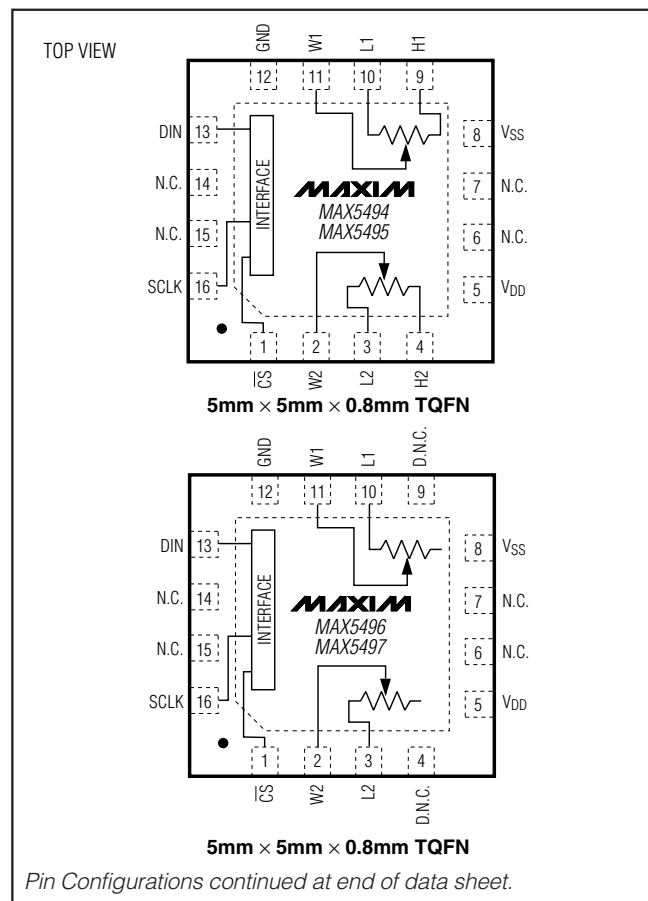 TOP VIEW
GND
W1
L1
H1
12
11
10
9
DIN
13
8
VSS
N.C.
14
7
N.C.
INTERFACE
MAXIM
MAX5494
MAX5495
N.C.
15
6
N.C.
SCLK
16
5
VDD
1
2
3
4
CS
W2
L2
H2
5mm × 5mm × 0.8mm TQFN
GND
W1
L1
D.N.C.
12
11
10
9
DIN
13
8
VSS
N.C.
14
7
N.C.
INTERFACE
MAXIM
MAX5496
MAX5497
N.C.
15
6
N.C.
SCLK
16
5
VDD
1
2
3
4
CS
W2
L2
D.N.C.
5mm × 5mm × 0.8mm TQFN
Pin Configurations continued at end of data sheet.